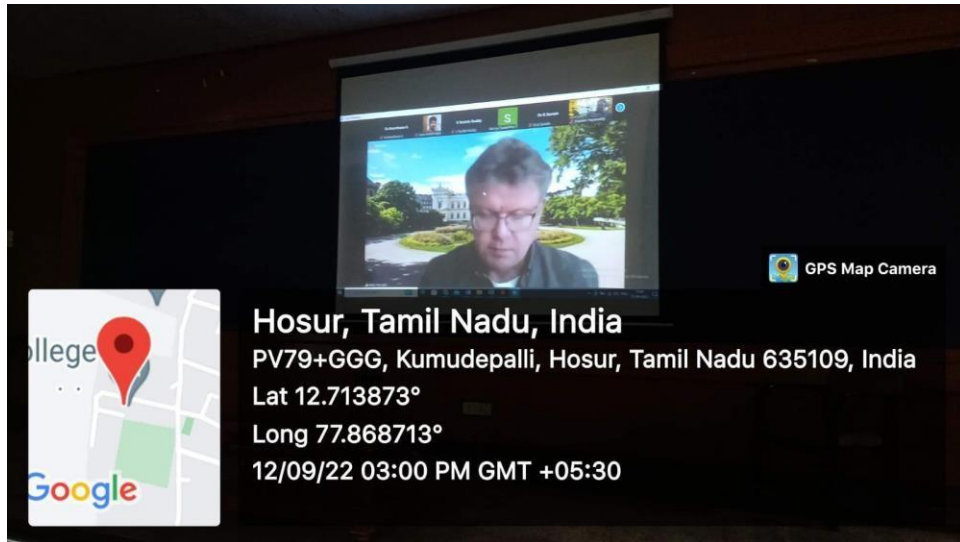 S
GPS Map Camera
llege
Google
Hosur, Tamil Nadu, India
PV79+GGG, Kumudepalli, Hosur, Tamil Nadu 635109, India
Lat 12.713873°
Long 77.868713°
12/09/22 03:00 PM GMT +05:30